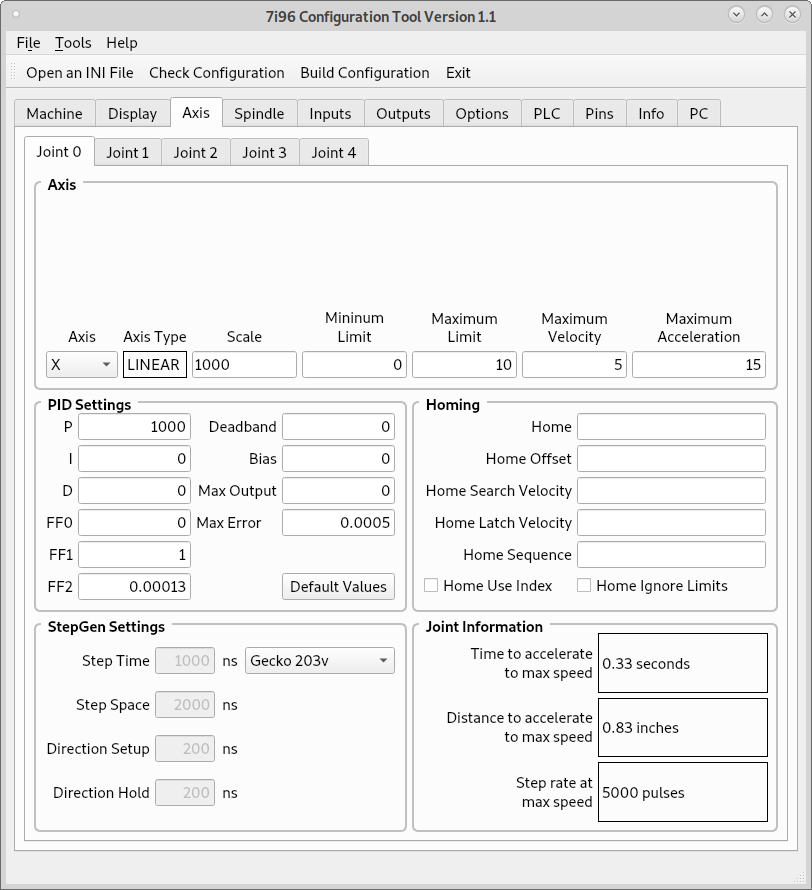 7i96 Configuration Tool Version 1.1
File Tools Help
Open an INI File Check Configuration Build Configuration Exit
Machine Display Axis Spindle Inputs Outputs Options PLC Pins Info PC
Joint 0 Joint 1 Joint 2 Joint 3 Joint 4
Axis
Axis Axis Type Scale Mininum Limit Maximum Limit Maximum Velocity Maximum Acceleration
X LINEAR 1000 0 10 5 15
PID Settings
P 1000 Deadband 0
I 0 Bias 0
D 0 Max Output 0
FF0 0 Max Error 0.0005
FF1 1
FF2 0.00013 Default Values
Homing
Home
Home Offset
Home Search Velocity
Home Latch Velocity
Home Sequence
Home Use Index Home Ignore Limits
StepGen Settings
Step Time 1000 ns Gecko 203v
Step Space 2000 ns
Direction Setup 200 ns
Direction Hold 200 ns
Joint Information
Time to accelerate
to max speed 0.33 seconds
Distance to accelerate
to max speed 0.83 inches
Step rate at
max speed 5000 pulses